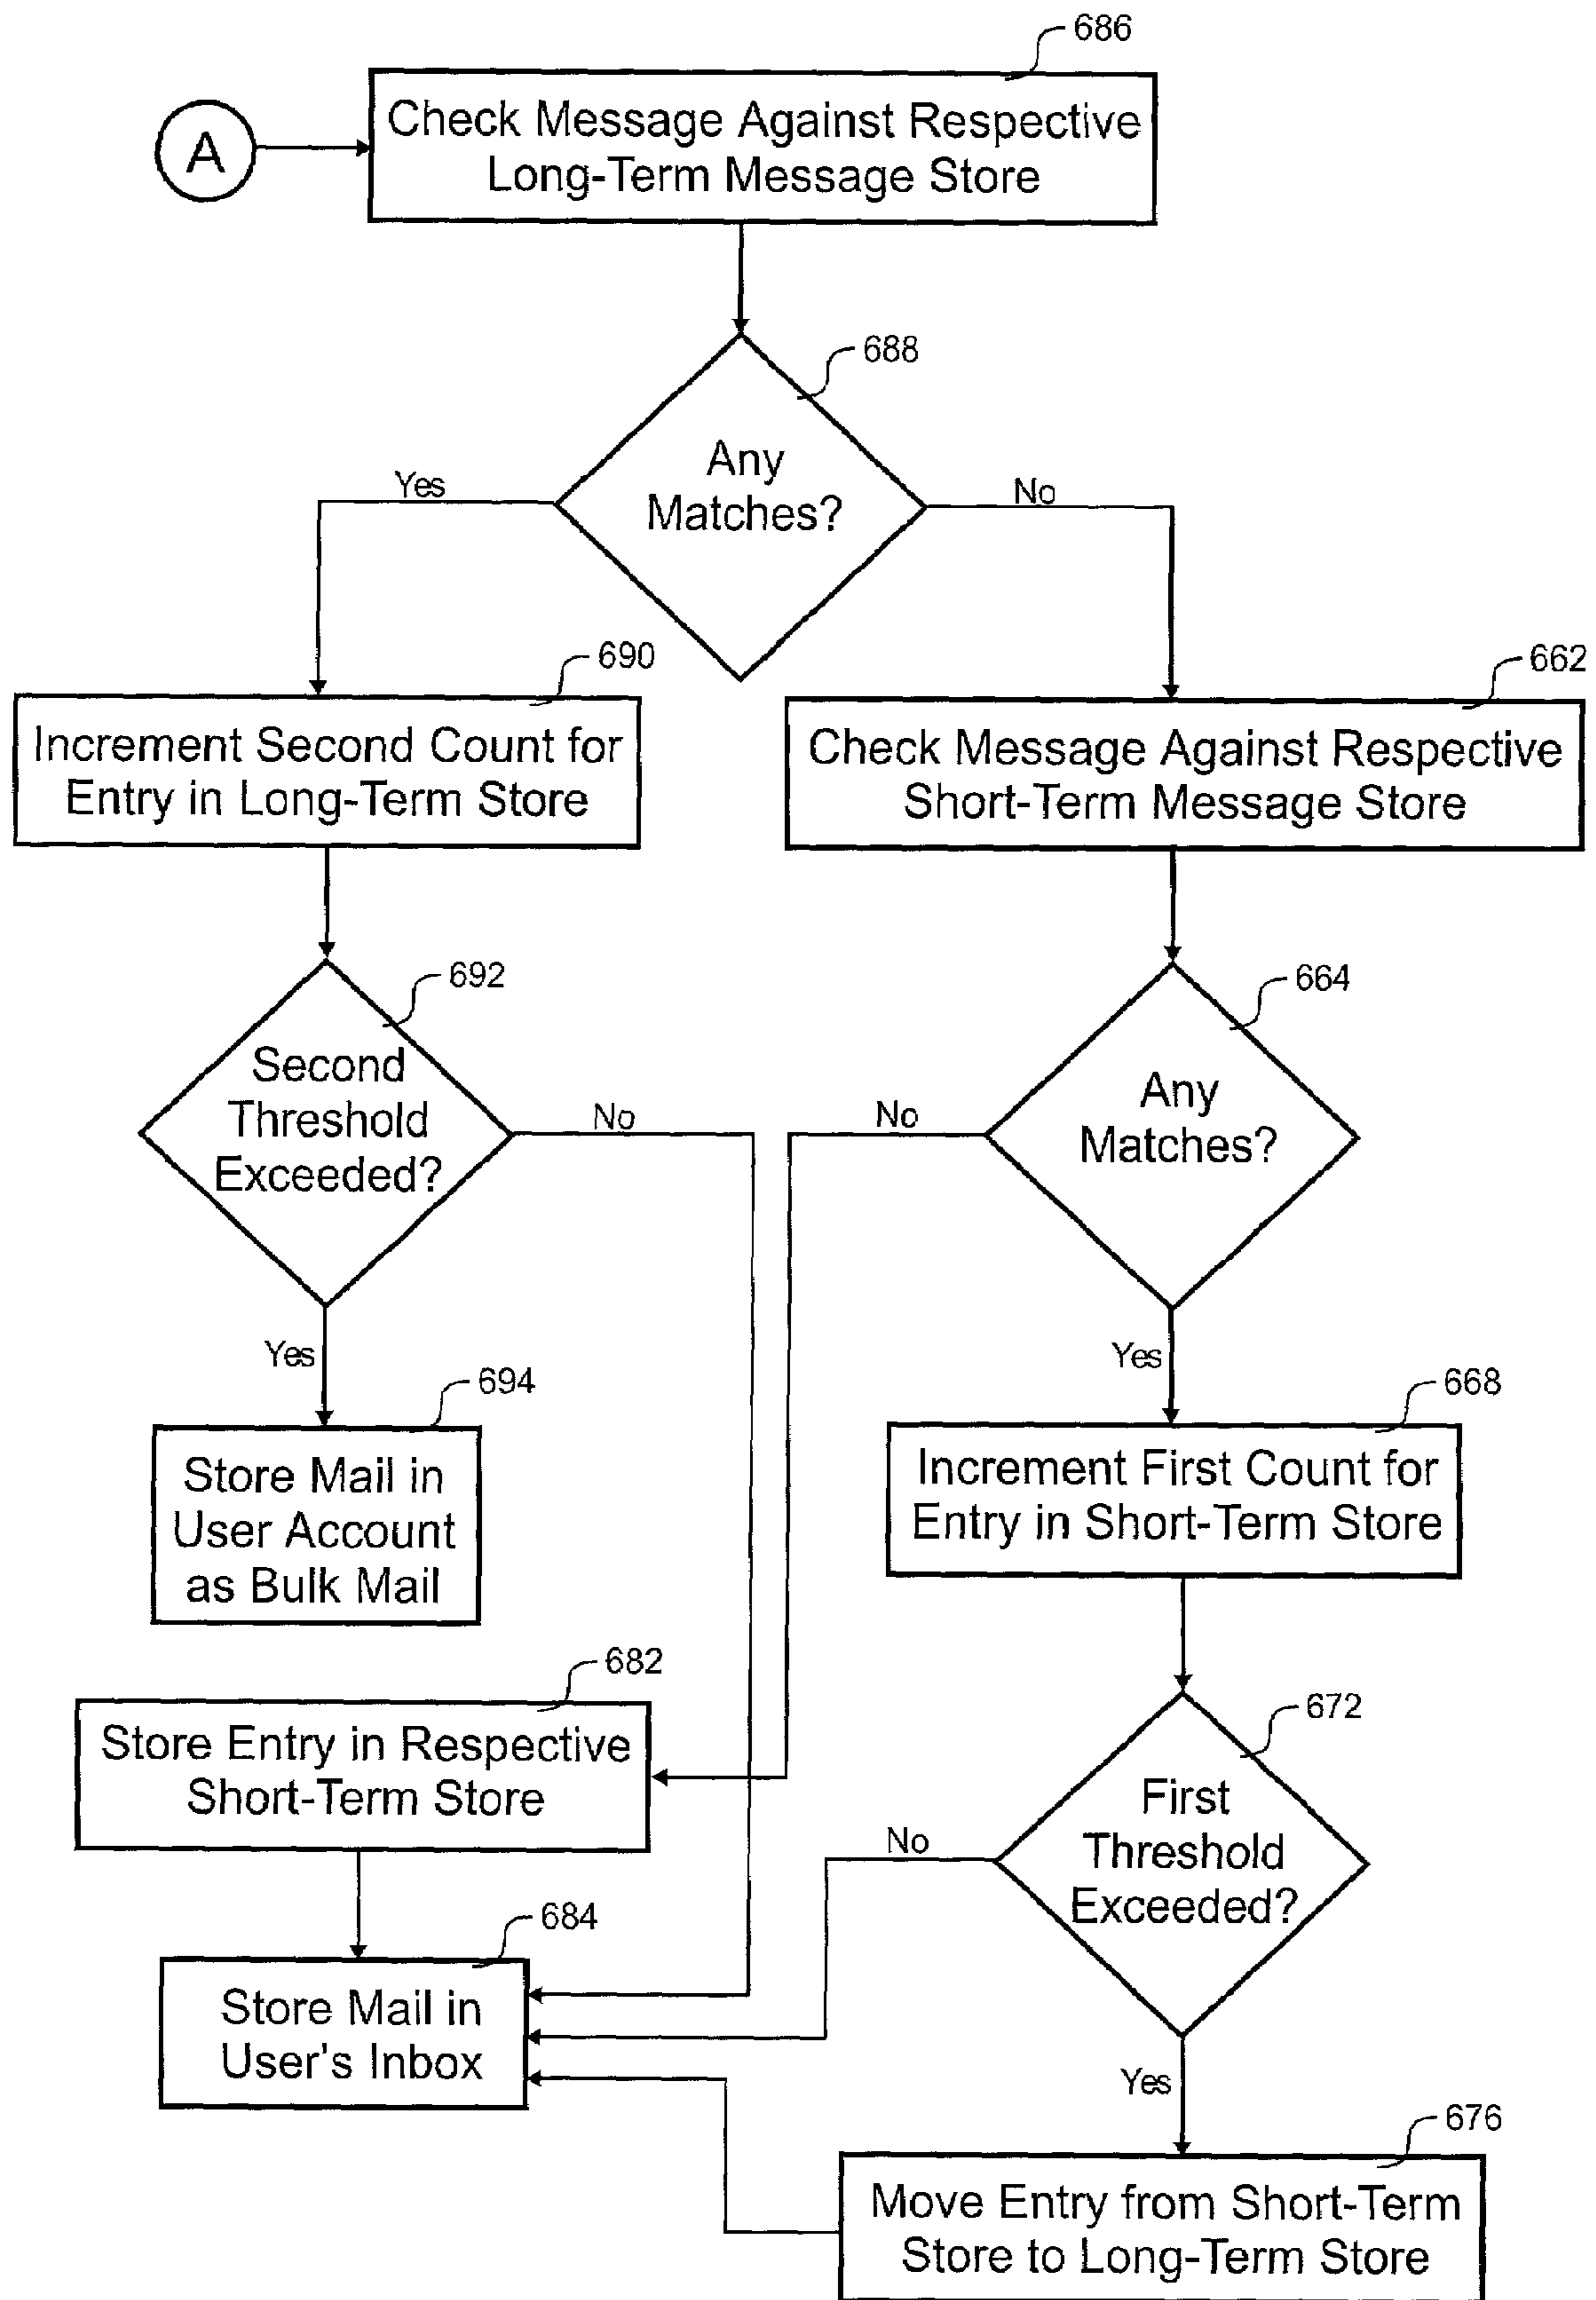 686
A
Check Message Against Respective
Long-Term Message Store
688
Any
Matches?
Yes
No
690
Increment Second Count for
Entry in Long-Term Store
662
Check Message Against Respective
Short-Term Message Store
692
Second
Threshold
Exceeded?
No
Yes
664
Any
Matches?
No
Yes
694
Store Mail in
User Account
as Bulk Mail
668
Increment First Count for
Entry in Short-Term Store
682
Store Entry in Respective
Short-Term Store
672
First
Threshold
Exceeded?
No
Yes
684
Store Mail in
User's Inbox
676
Move Entry from Short-Term
Store to Long-Term Store